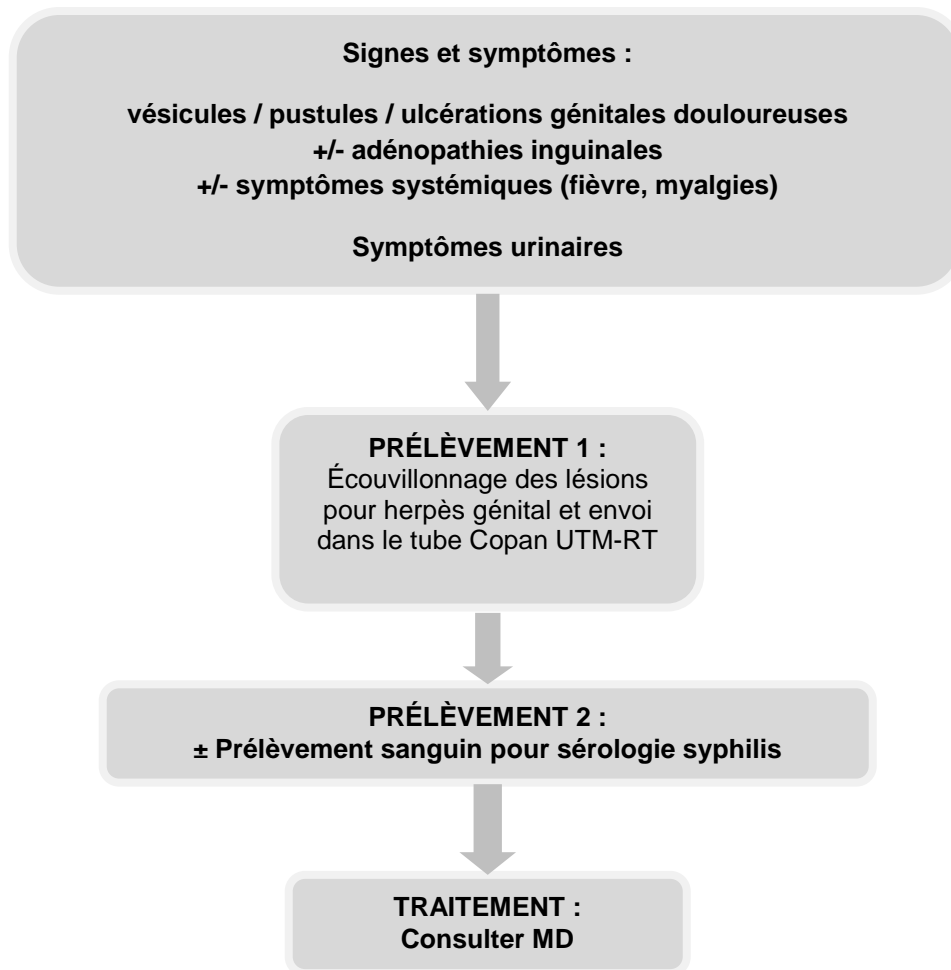 Signes et symptômes :
vésicules / pustules / ulcérations génitales douloureuses
+/- adénopathies inguinales
+/- symptômes systémiques (fièvre, myalgies)
Symptômes urinaires
PRÉLÈVEMENT 1 :
Écouvillonnage des lésions
pour herpès génital et envoi
dans le tube Copan UTM-RT
PRÉLÈVEMENT 2 :
± Prélèvement sanguin pour sérologie syphilis
TRAITEMENT :
Consulter MD